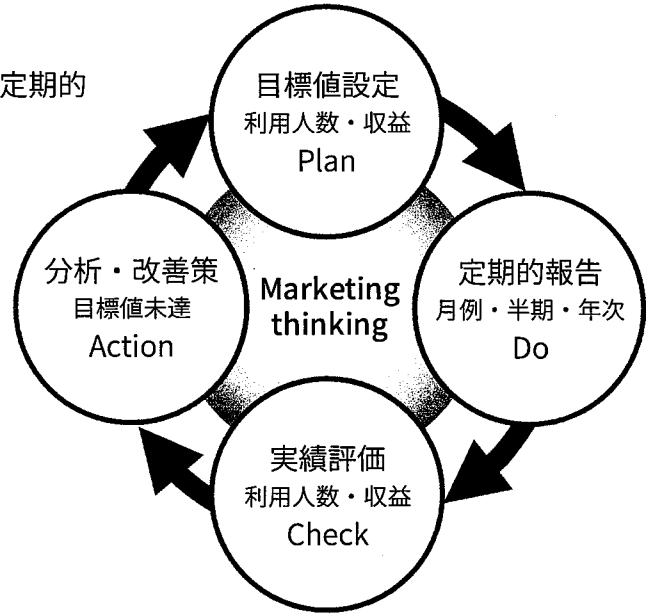 定期的
目標値設定
利用人数・収益
Plan
分析・改善策
目標値未達
Action
Marketing
thinking
定期的報告
月例・半期・年次
Do
実績評価
利用人数・収益
Check